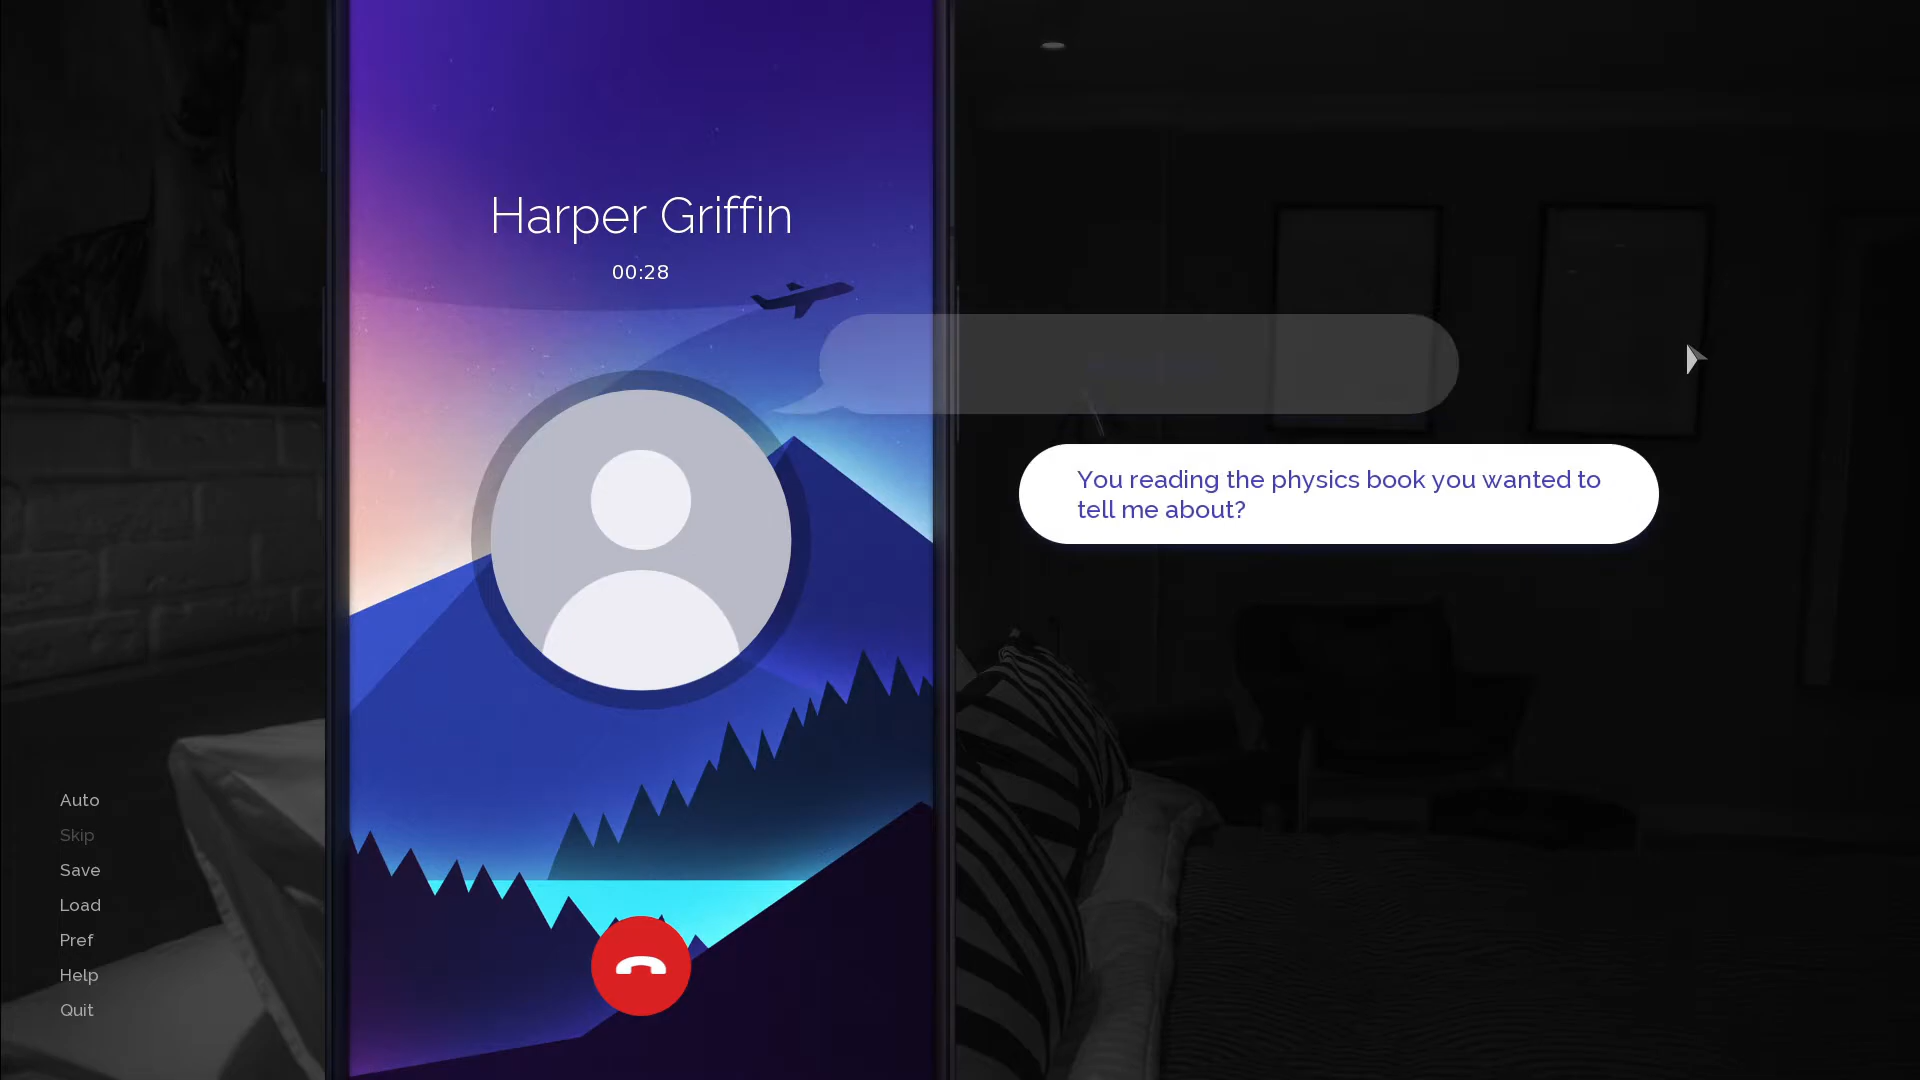 Harper Griffin
00:28
You reading the physics book you wanted to
tell me about?
Auto
Skip
Save
Load
Pref
Help
Quit